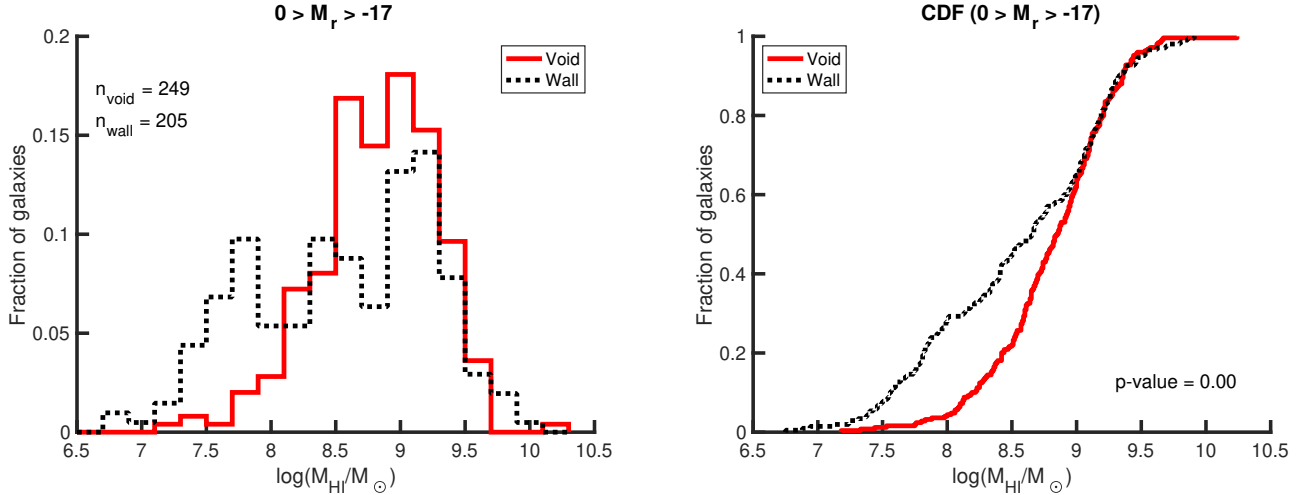 0 > M_r > -17
Void
Wall
n_void = 249
n_wall = 205
Fraction of galaxies
0.2
0.15
0.1
0.05
0
6.5 7 7.5 8 8.5 9 9.5 10 10.5
log(M_HI/M_⊙)
CDF (0 > M_r > -17)
Void
Wall
Fraction of galaxies
1
0.8
0.6
0.4
0.2
0
p-value = 0.00
7 7.5 8 8.5 9 9.5 10 10.5
log(M_HI/M_⊙)